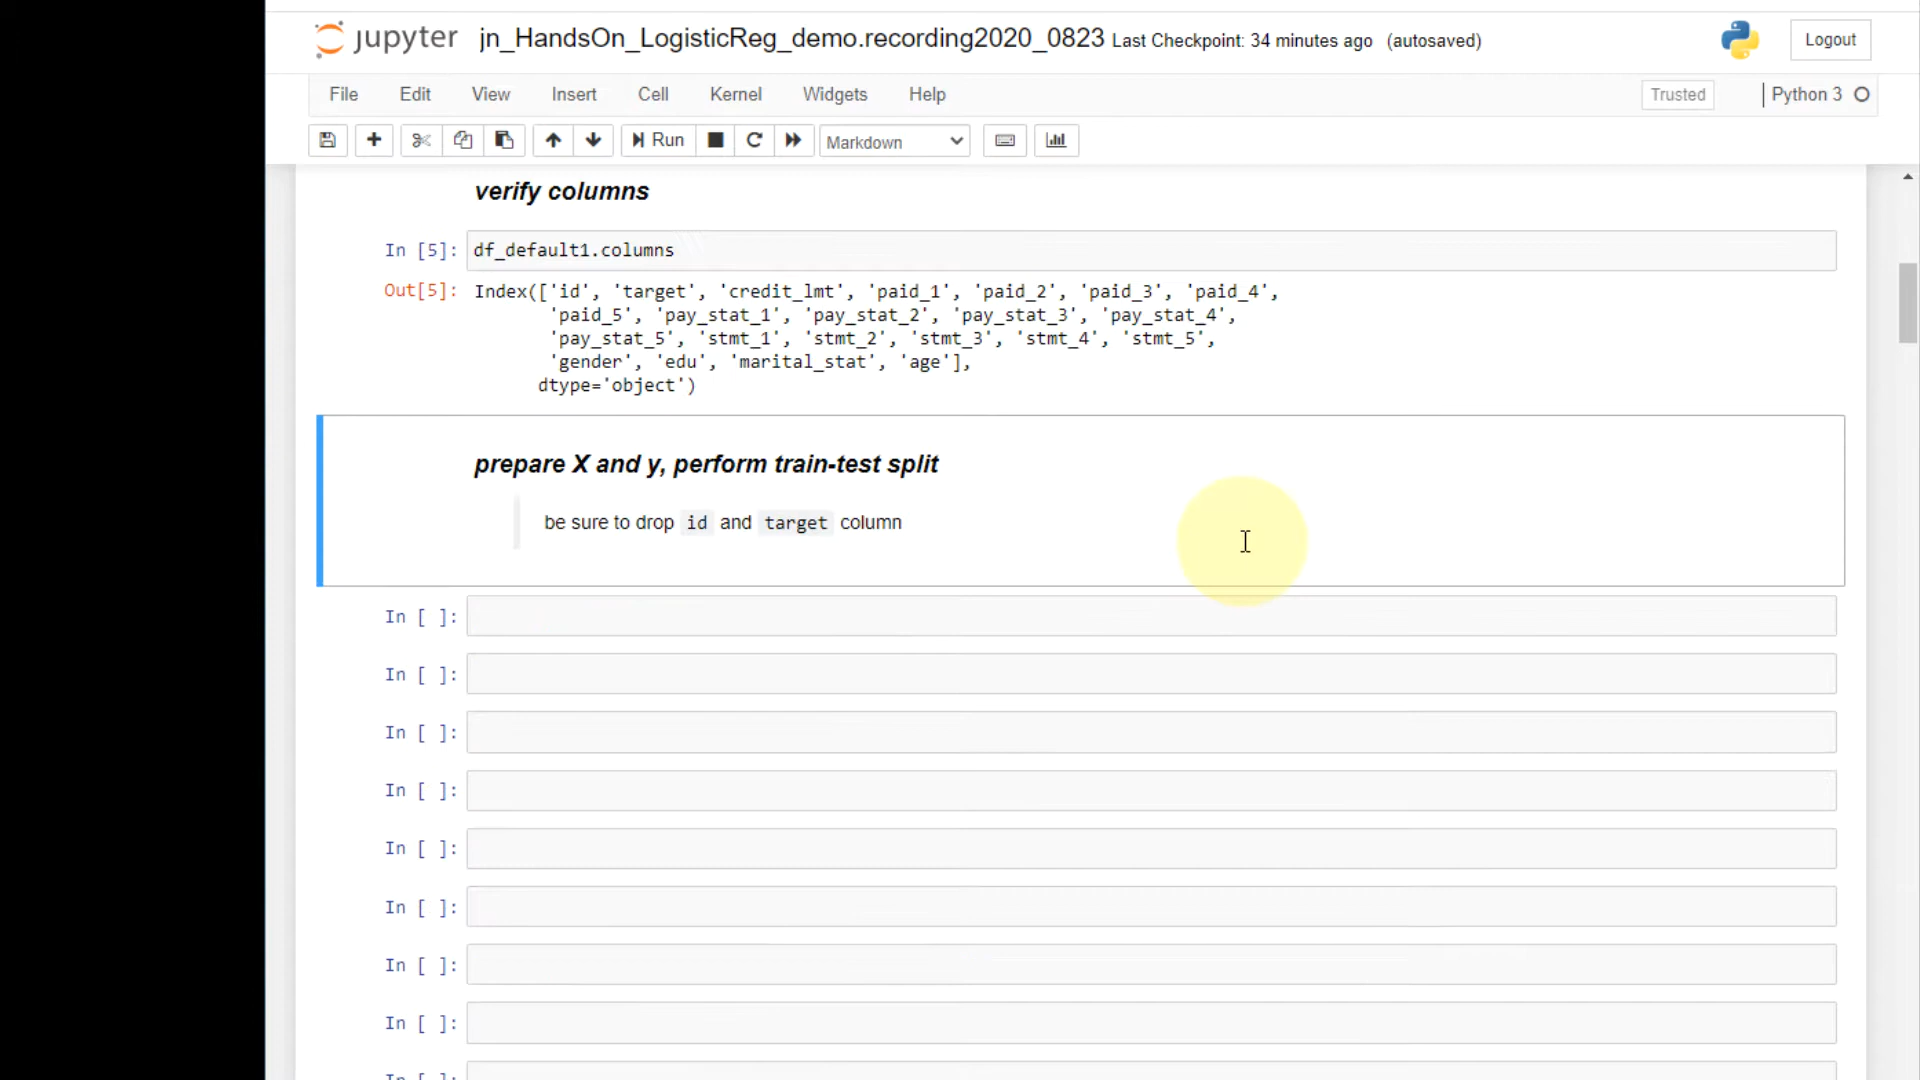 jupyter jn_HandsOn_LogisticReg_demo.recording2020_0823 Last Checkpoint: 34 minutes ago (autosaved) Logout
File Edit View Insert Cell Kernel Widgets Help Trusted Python 3
Run Markdown
verify columns
In [5]: df_default1.columns
Out[5]: Index(['id', 'target', 'credit_lmt', 'paid_1', 'paid_2', 'paid_3', 'paid_4',
'paid_5', 'pay_stat_1', 'pay_stat_2', 'pay_stat_3', 'pay_stat_4',
'pay_stat_5', 'stmt_1', 'stmt_2', 'stmt_3', 'stmt_4', 'stmt_5',
'gender', 'edu', 'marital_stat', 'age'],
dtype='object')
prepare X and y, perform train-test split
be sure to drop id and target column
In [ ]:
In [ ]:
In [ ]:
In [ ]:
In [ ]:
In [ ]:
In [ ]:
In [ ]:
In [ ]: